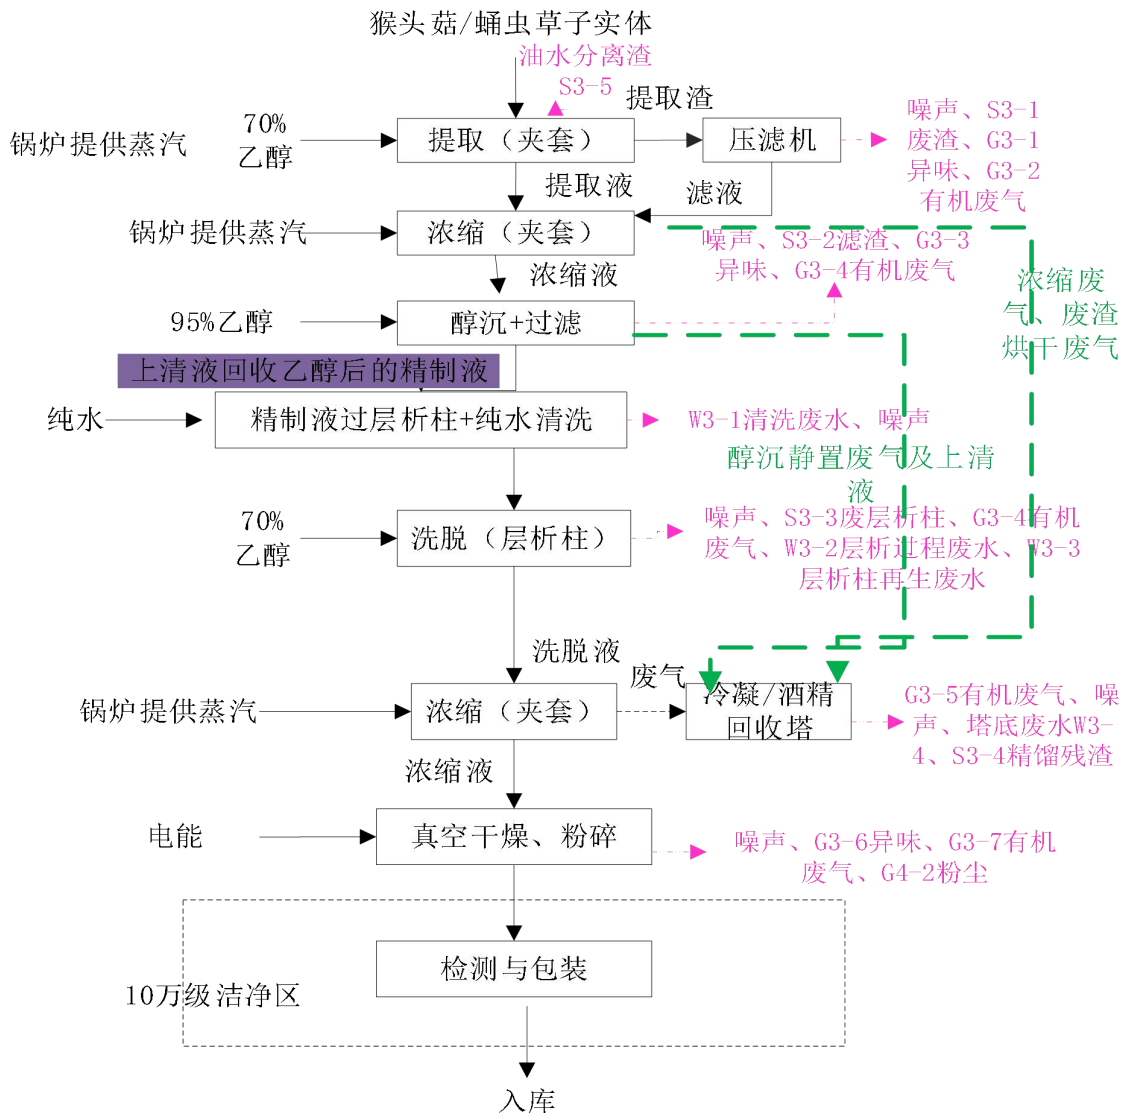 猴头菇/蛹虫草子实体
油水分离渣
S3-5
提取渣
70%
乙醇
锅炉提供蒸汽
提取（夹套）
压滤机
噪声、S3-1
废渣、G3-1
异味、G3-2
有机废气
提取液
滤液
锅炉提供蒸汽
浓缩（夹套）
噪声、S3-2滤渣、G3-3
异味、G3-4有机废气
浓缩液
浓缩废
气、废渣
烘干废气
95%乙醇
醇沉+过滤
上清液回收乙醇后的精制液
纯水
精制液过层析柱+纯水清洗
W3-1清洗废水、噪声
醇沉静置废气及上清
液
70%
乙醇
洗脱（层析柱）
噪声、S3-3废层析柱、G3-4有机
废气、W3-2层析过程废水、W3-3
层析柱再生废水
洗脱液
废气
锅炉提供蒸汽
浓缩（夹套）
冷凝/酒精
回收塔
G3-5有机废气、噪
声、塔底废水W3-
4、S3-4精馏残渣
浓缩液
电能
真空干燥、粉碎
噪声、G3-6异味、G3-7有机
废气、G4-2粉尘
检测与包装
10万级洁净区
入库